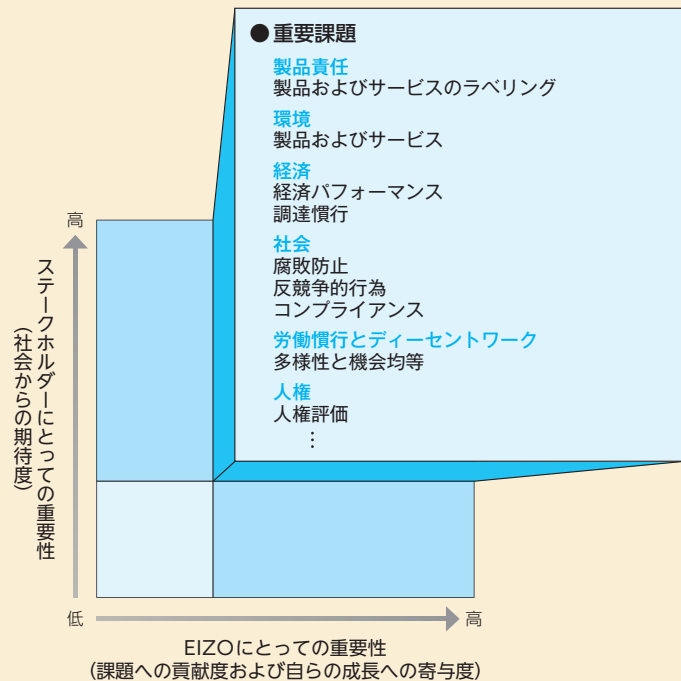 ●重要課題
製品責任
製品およびサービスのラベリング
環境
製品およびサービス
経済
経済パフォーマンス
調達慣行
社会
腐敗防止
反競争的行為
コンプライアンス
労働慣行とディーセントワーク
多様性と機会均等
人権
人権評価
⋮
高
ステークホルダーにとっての重要性
（社会からの期待度）
低
高
EIZOにとっての重要性
（課題への貢献度および自らの成長への寄与度）